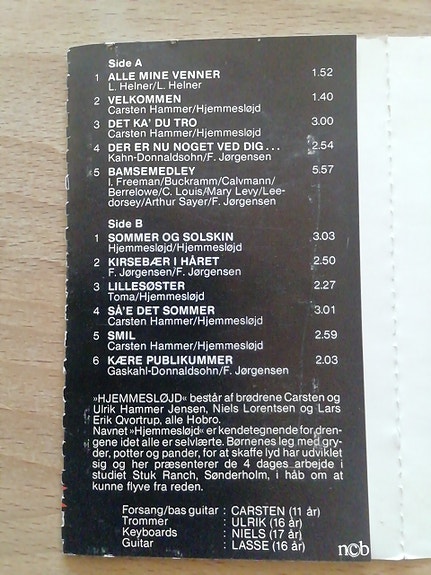 Side A
1 ALLE MINE VENNER 1.52
L. Helner/L. Helner
2 VELKOMMEN 1.40
Carsten Hammer/Hjemmesløjd
3 DET KA' DU TRO 3.00
Carsten Hammer/Hjemmesløjd
4 DER ER NU NOGET VED DIG... 2.54
Kahn-Donnaldsohn/F. Jørgensen
5 BAMSEMEDLEY 5.57
I. Freeman/Buckramm/Calvmann/
Berrelowe/C. Louis/Mary Levy/Lee-
dorsey/Arthur Sayer/F. Jørgensen
Side B
1 SOMMER OG SOLSKIN 3.03
Hjemmesløjd/Hjemmesløjd
2 KIRSEBÆR I HÅRET 2.50
F. Jørgensen/F. Jørgensen
3 LILLESØSTER 2.27
Toma/Hjemmesløjd
4 SÅ'E DET SOMMER 3.01
Carsten Hammer/Hjemmesløjd
5 SMIL 2.59
Carsten Hammer/Hjemmesløjd
6 KÆRE PUBLIKUMMER 2.03
Gaskahl-Donnaldsohn/F. Jørgensen
»HJEMMESLØJD« består af brødrene Carsten og
Ulrik Hammer Jensen, Niels Lorentsen og Lars
Erik Qvortrup, alle Hobro.
Navnet »Hjemmesløjd« er kendetegnende for dren-
gene idet alle er selvlærte. Børnenes leg med gry-
der, potter og pander, for at skaffe lyd har udviklet
sig og her præsenterer de 4 dages arbejde i
studiet Stuk Ranch, Sønderholm, i håb om at
kunne flyve fra reden.
Forsang/bas guitar : CARSTEN (11 år)
Trommer : ULRIK (16 år)
Keyboards : NIELS (17 år)
Guitar : LASSE (16 år)
ncb